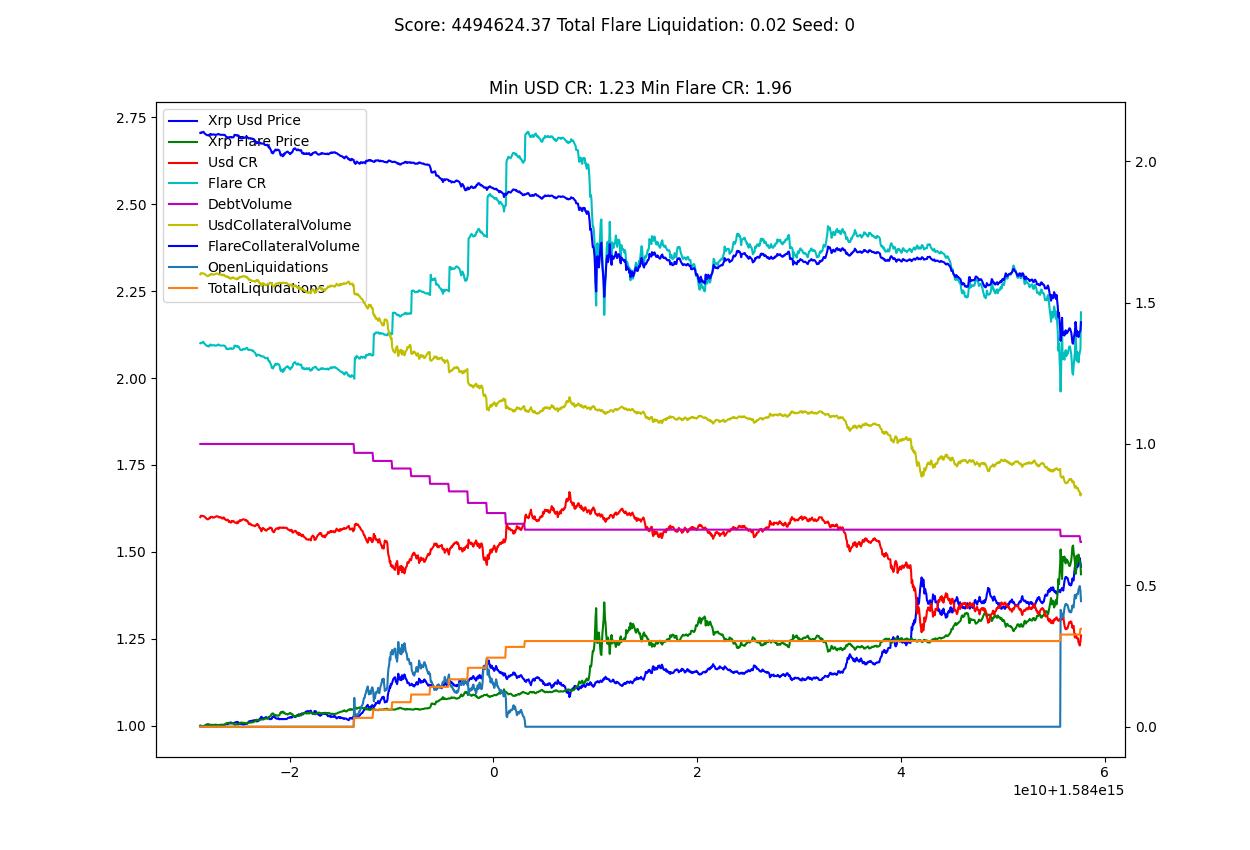 Score: 4494624.37 Total Flare Liquidation: 0.02 Seed: 0
Min USD CR: 1.23 Min Flare CR: 1.96
Xrp Usd Price
Xrp Flare Price
Usd CR
Flare CR
DebtVolume
UsdCollateralVolume
FlareCollateralVolume
OpenLiquidations
TotalLiquidations
2.75
2.50
2.25
2.00
1.75
1.50
1.25
1.00
2.0
1.5
1.0
0.5
0.0
−2
0
2
4
6
1e10+1.584e15